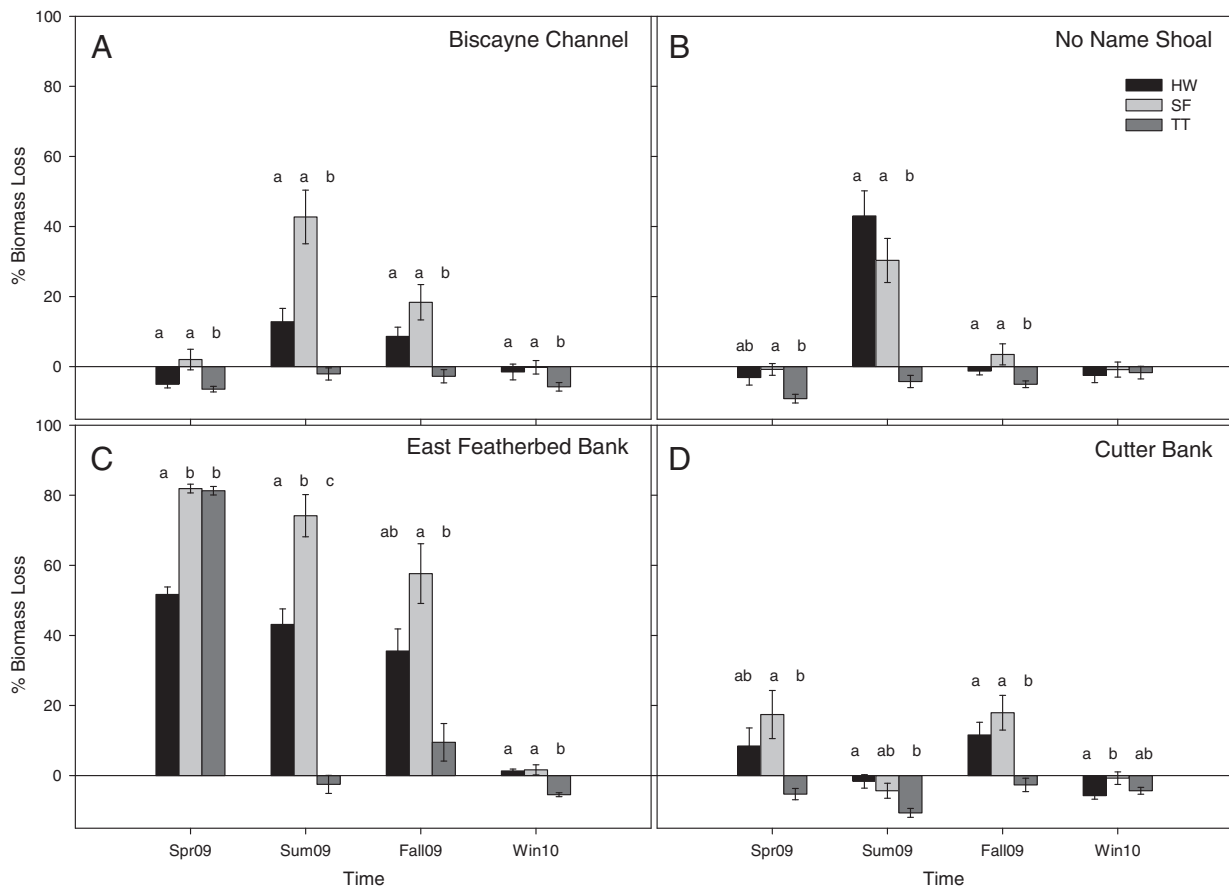 A
Biscayne Channel
% Biomass Loss
100
80
60
40
20
0
a a b
a a b
a a b
a a b
B
No Name Shoal
HW
SF
TT
ab a b
a a b
a a b
C
East Featherbed Bank
% Biomass Loss
100
80
60
40
20
0
a b b
a b c
ab a b
a a b
Spr09 Sum09 Fall09 Win10
Time
D
Cutter Bank
ab a b
a ab b
a a b
a b ab
Spr09 Sum09 Fall09 Win10
Time